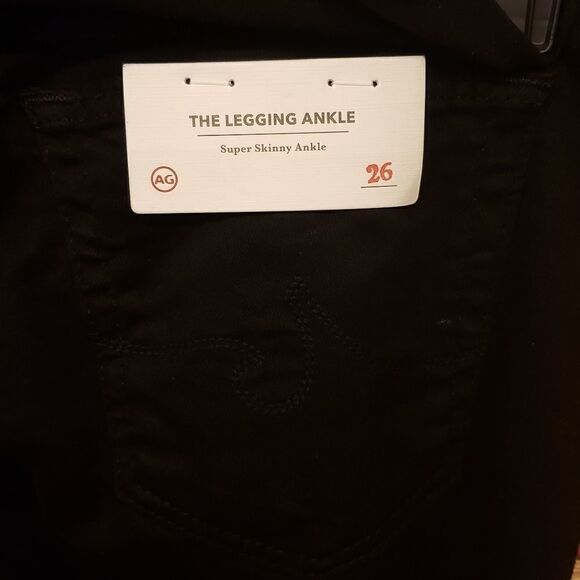 THE LEGGING ANKLE
Super Skinny Ankle
AG
26